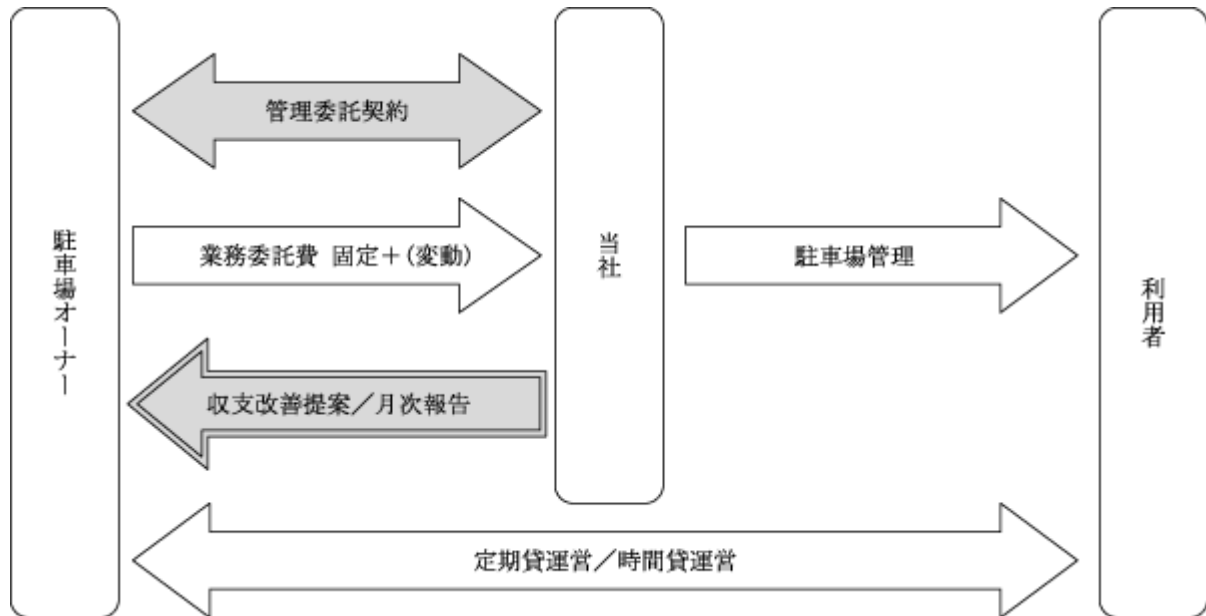 駐車場オーナー
管理委託契約
業務委託費 固定＋(変動)
収支改善提案／月次報告
当社
駐車場管理
定期貸運営／時間貸運営
利用者